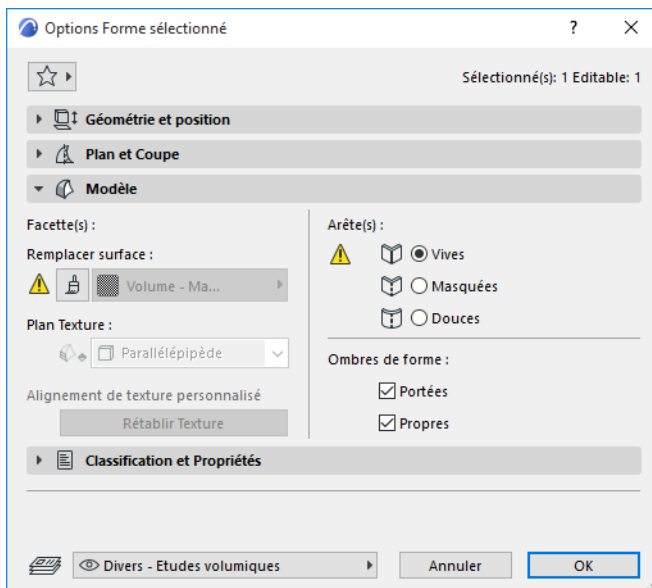 Options Forme sélectionné
?
Sélectionné(s): 1 Editable: 1
Géométrie et position
Plan et Coupe
Modèle
Facette(s) :
Remplacer surface :
Volume - Ma...
Plan Texture :
Parallélépipède
Alignement de texture personnalisé
Rétablir Texture
Arête(s) :
Vives
Masquées
Douces
Ombres de forme :
Portées
Propres
Classification et Propriétés
Divers - Etudes volumiques
Annuler
OK